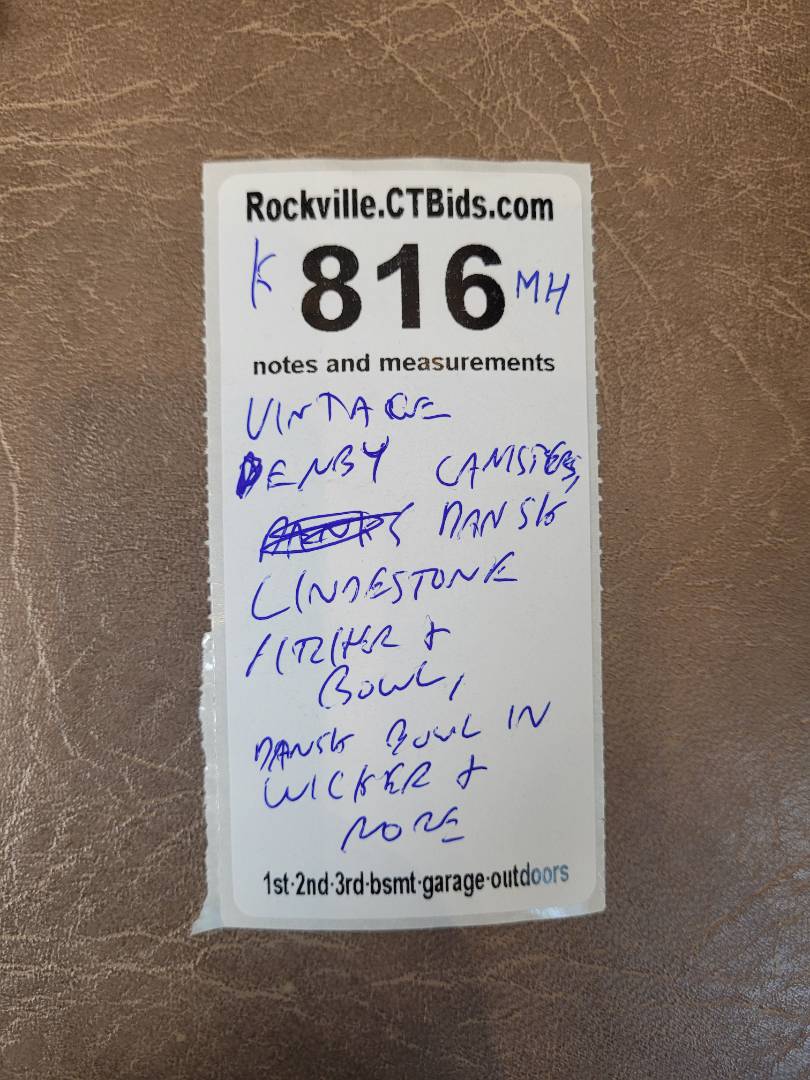 Rockville.CTBids.com
K 816 MH
notes and measurements
VINTAGE
DENBY CANISTERS,
DANSK
LINDESTONE
PITCHER &
BOWL,
DANSK BOWL IN
WICKER &
MORE
1st·2nd·3rd·bsmt·garage·outdoors